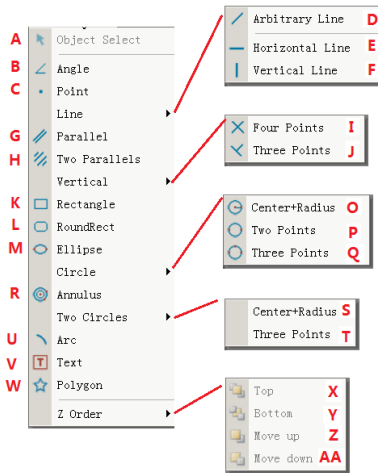 A Object Select
B Angle
C Point
Line
G Parallel
H Two Parallels
Vertical
K Rectangle
L RoundRect
M Ellipse
Circle
R Annulus
Two Circles
U Arc
V T Text
W Polygon
Z Order
Arbitrary Line D
Horizontal Line E
Vertical Line F
Four Points I
Three Points J
Center+Radius O
Two Points P
Three Points Q
Center+Radius S
Three Points T
Top X
Bottom Y
Move up Z
Move down AA